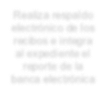 Realiza respaldo
electrónico de los
recibos e integra
al expediente el
reporte de la
banca electrónica